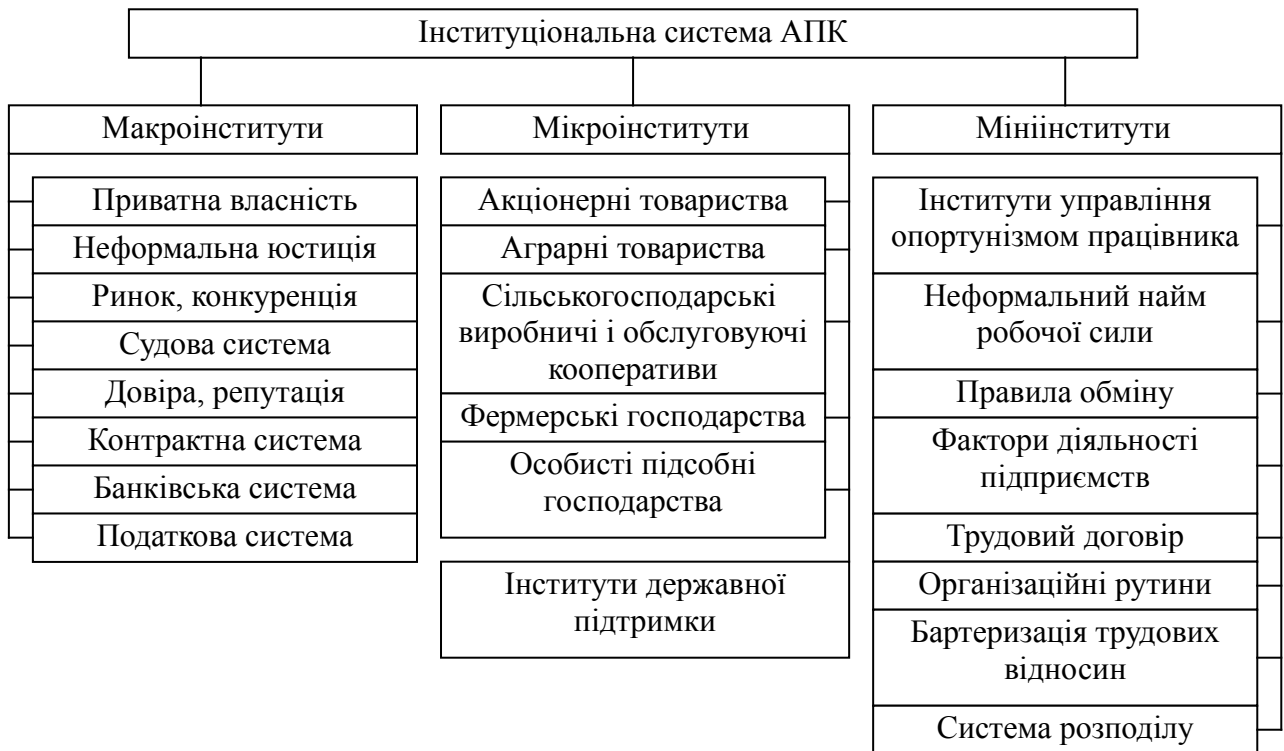 Інституціональна система АПК
Макроінститути
Приватна власність
Неформальна юстиція
Ринок, конкуренція
Судова система
Довіра, репутація
Контрактна система
Банківська система
Податкова система
Мікроінститути
Акціонерні товариства
Аграрні товариства
Сільськогосподарські
виробничі і обслуговуючі
кооперативи
Фермерські господарства
Особисті підсобні
господарства
Інститути державної
підтримки
Мініінститути
Інститути управління
опортунізмом працівника
Неформальний найм
робочої сили
Правила обміну
Фактори діяльності
підприємств
Трудовий договір
Організаційні рутини
Бартеризація трудових
відносин
Система розподілу